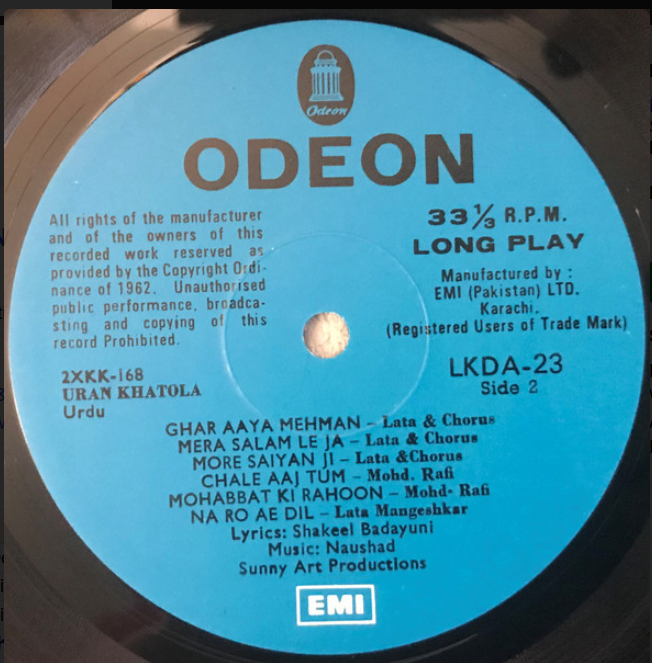 Odeon
ODEON
All rights of the manufacturer
and of the owners of this
recorded work reserved as
provided by the Copyright Ordi-
nance of 1962. Unauthorised
public performance, broadca-
sting and copying of this
record Prohibited.
33⅓ R.P.M.
LONG PLAY
Manufactured by :
EMI (Pakistan) LTD.
Karachi.
(Registered Users of Trade Mark)
2XKK-168
URAN KHATOLA
Urdu
LKDA-23
Side 2
GHAR AAYA MEHMAN – Lata & Chorus
MERA SALAM LE JA – Lata & Chorus
MORE SAIYAN JI – Lata &Chorus
CHALE AAJ TUM – Mohd. Rafi
MOHABBAT KI RAHOON – Mohd- Rafi
NA RO AE DIL – Lata Mangeshkar
Lyrics: Shakeel Badayuni
Music: Naushad
Sunny Art Productions
EMI